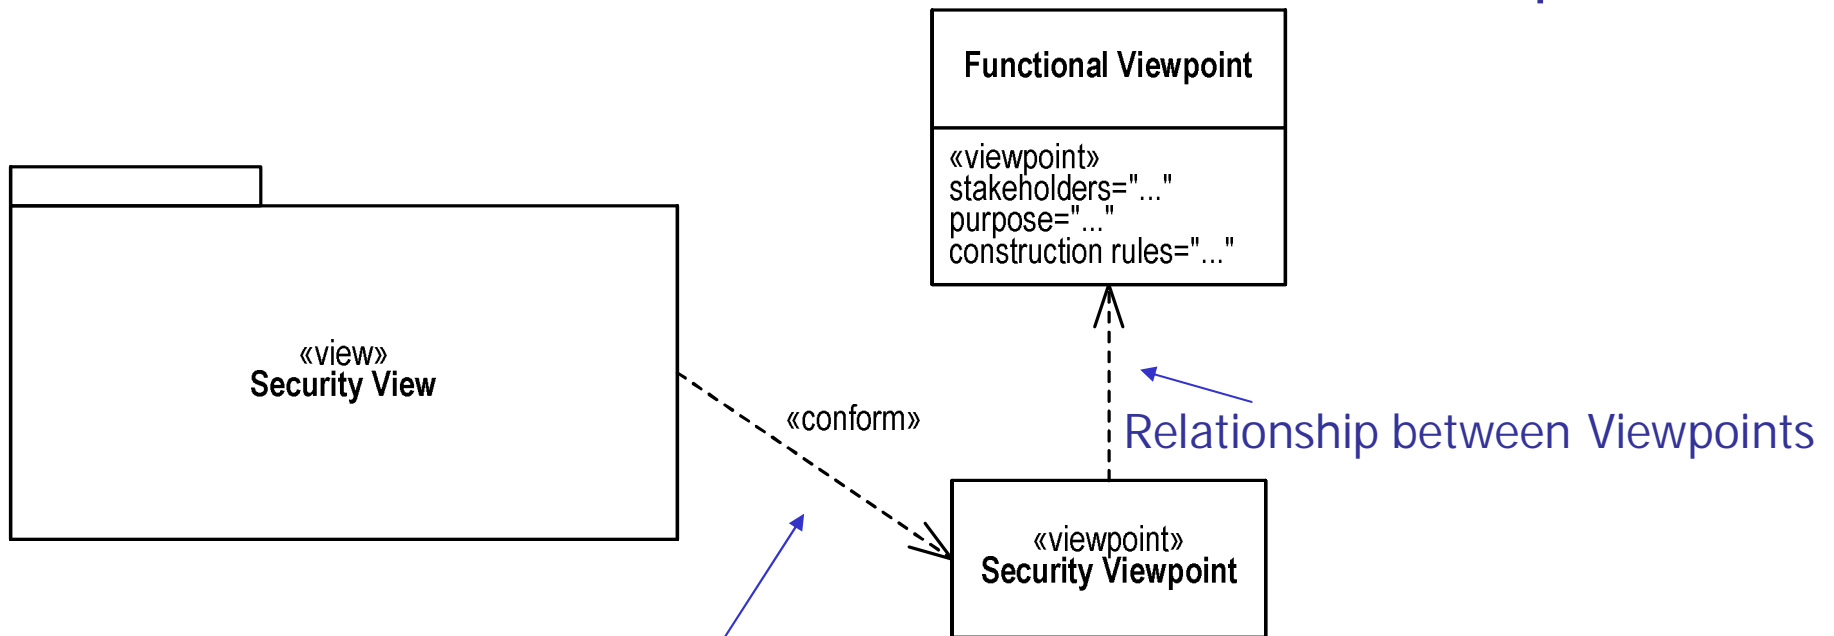 Functional Viewpoint
«viewpoint»
stakeholders="..."
purpose="..."
construction rules="..."
«view»
Security View
«conform»
Relationship between Viewpoints
«viewpoint»
Security Viewpoint